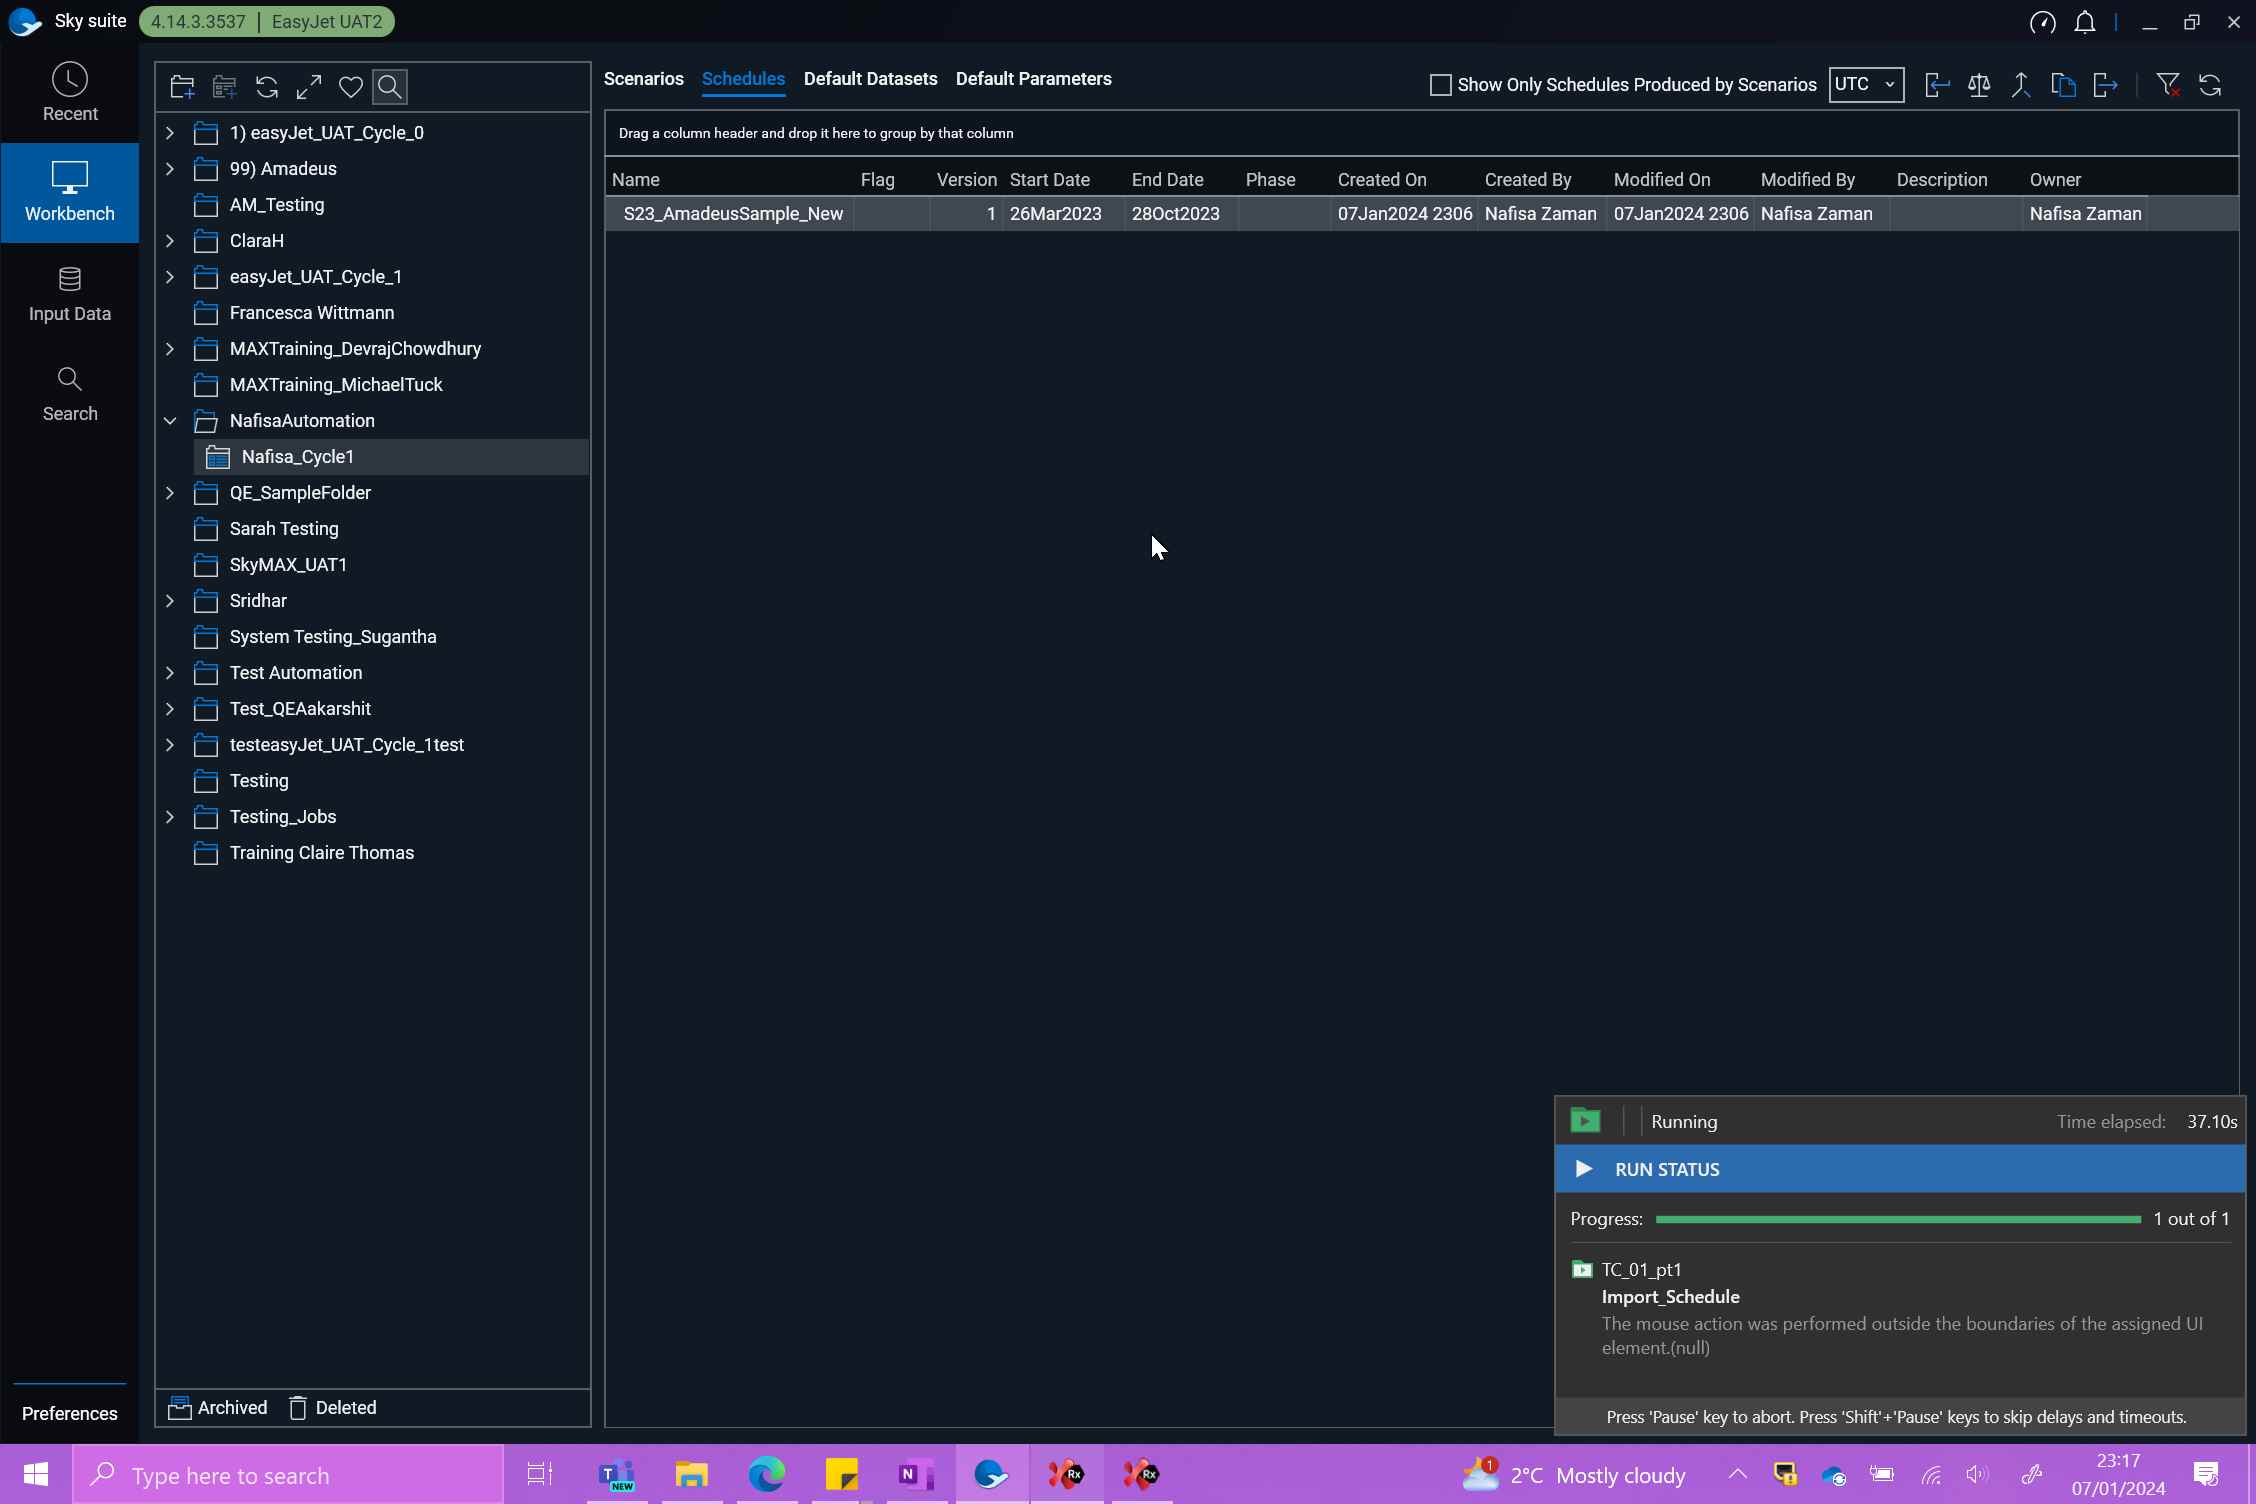 Sky suite 4.14.3.3537 | EasyJet UAT2
Recent
Workbench
Input Data
Search
Preferences
1) easyJet_UAT_Cycle_0
99) Amadeus
AM_Testing
ClaraH
easyJet_UAT_Cycle_1
Francesca Wittmann
MAXTraining_DevrajChowdhury
MAXTraining_MichaelTuck
NafisaAutomation
Nafisa_Cycle1
QE_SampleFolder
Sarah Testing
SkyMAX_UAT1
Sridhar
System Testing_Sugantha
Test Automation
Test_QEAakarshit
testeasyJet_UAT_Cycle_1test
Testing
Testing_Jobs
Training Claire Thomas
Archived Deleted
Scenarios Schedules Default Datasets Default Parameters Show Only Schedules Produced by Scenarios UTC
Drag a column header and drop it here to group by that column
Name Flag Version Start Date End Date Phase Created On Created By Modified On Modified By Description Owner
S23_AmadeusSample_New 1 26Mar2023 28Oct2023 07Jan2024 2306 Nafisa Zaman 07Jan2024 2306 Nafisa Zaman Nafisa Zaman
Running Time elapsed: 37.10s
RUN STATUS
Progress: 1 out of 1
TC_01_pt1
Import_Schedule
The mouse action was performed outside the boundaries of the assigned UI
element.(null)
Press 'Pause' key to abort. Press 'Shift'+'Pause' keys to skip delays and timeouts.
Type here to search
T
NEW
N
Rx
Rx
1
2°C Mostly cloudy
23:17
07/01/2024